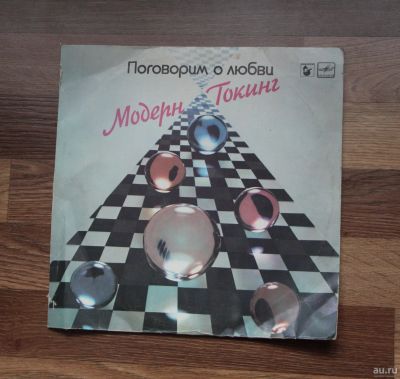 Поговорим о любви
Модерн Токинг
au.ru